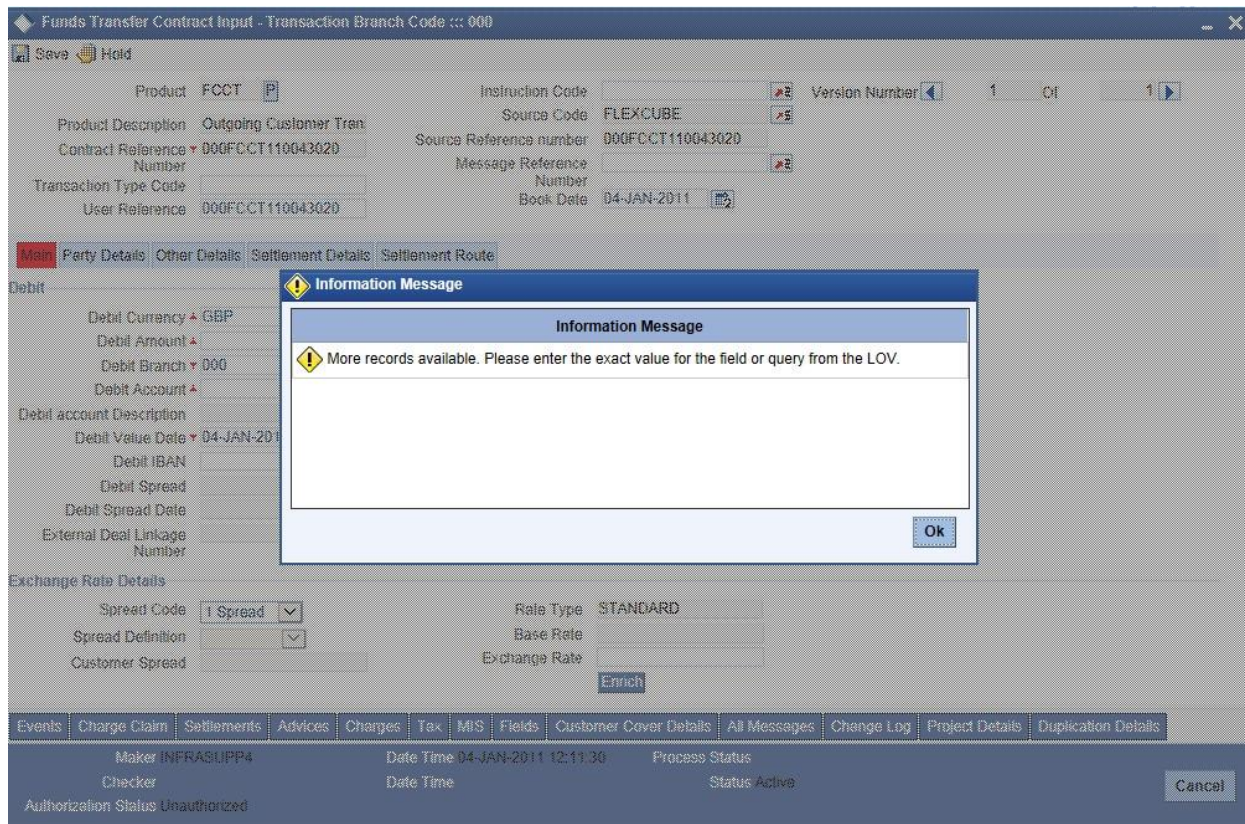 Funds Transfer Contract Input - Transaction Branch Code ::: 000
Save Hold
Product FCCT P
Product Description Outgoing Customer Tran
Contract Reference Number 000FCCT110043020
Transaction Type Code
User Reference 000FCCT110043020
Instruction Code
Source Code FLEXCUBE
Source Reference number 000FCCT110043020
Message Reference Number
Book Date 04-JAN-2011
Version Number 1 Of 1
Main Party Details Other Details Settlement Details Settlement Route
Debit
Debit Currency GBP
Debit Amount
Debit Branch 000
Debit Account
Debit account Description
Debit Value Date 04-JAN-201
Debit IBAN
Debit Spread
Debit Spread Date
External Deal Linkage Number
Information Message
Information Message
More records available. Please enter the exact value for the field or query from the LOV.
Ok
Exchange Rate Details
Spread Code 1 Spread
Spread Definition
Customer Spread
Rate Type STANDARD
Base Rate
Exchange Rate
Enrich
Events Charge Claim Settlements Advices Charges Tax MIS Fields Customer Cover Details All Messages Change Log Project Details Duplication Details
Maker INFRASUPP4
Date Time 04-JAN-2011 12:11:30
Process Status
Checker
Date Time
Status Active
Authorization Status Unauthorized
Cancel